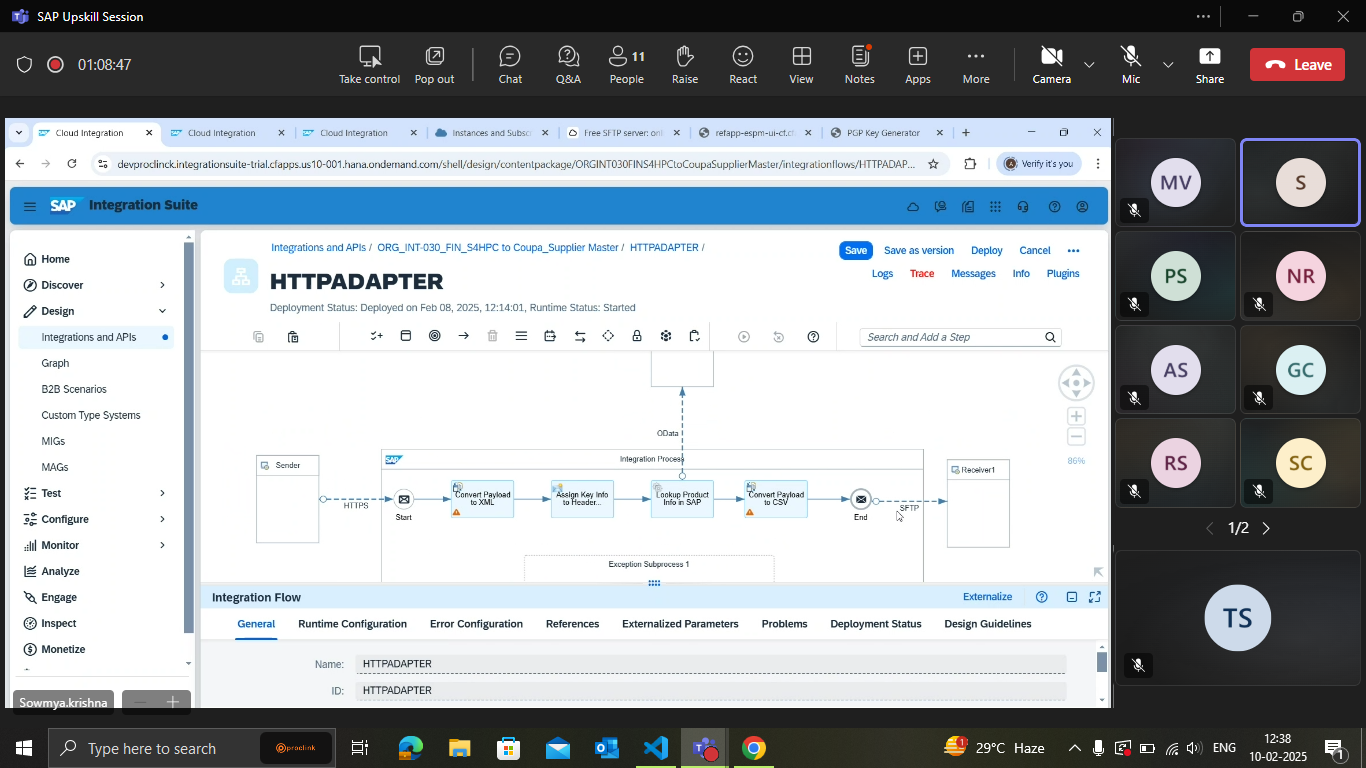 SAP Upskill Session
01:08:47
Take control
Pop out
Chat
Q&A
11
People
Raise
React
View
Notes
Apps
More
Camera
Mic
Share
Leave
Cloud Integration
Cloud Integration
Cloud Integration
Instances and Subsc
Free SFTP server: onl
refapp-espm-ui-cf.c
PGP Key Generator
devproclinck.integrationsuite-trial.cfapps.us10-001.hana.ondemand.com/shell/design/contentpackage/ORGINT030FINS4HPCtoCoupaSupplierMaster/integrationflows/HTTPADAP...
Verify it's you
SAP Integration Suite
Home
Discover
Design
Integrations and APIs
Graph
B2B Scenarios
Custom Type Systems
MIGs
MAGs
Test
Configure
Monitor
Analyze
Engage
Inspect
Monetize
Sowmya.krishna
Integrations and APIs / ORG_INT-030_FIN_S4HPC to Coupa_Supplier Master / HTTPADAPTER /
HTTPADAPTER
Deployment Status: Deployed on Feb 08, 2025, 12:14:01, Runtime Status: Started
Save
Save as version
Deploy
Cancel
Logs
Trace
Messages
Info
Plugins
Search and Add a Step
86%
OData
SAP
Integration Process
Sender
HTTPS
Start
Convert Payload
to XML
Assign Key Info
to Header...
Lookup Product
Info in SAP
Convert Payload
to CSV
End
SFTP
Receiver1
Exception Subprocess 1
Integration Flow
Externalize
General
Runtime Configuration
Error Configuration
References
Externalized Parameters
Problems
Deployment Status
Design Guidelines
Name: HTTPADAPTER
ID: HTTPADAPTER
MV
S
PS
NR
AS
GC
RS
SC
1/2
TS
Type here to search
proclink
1
29°C Haze
ENG
12:38
10-02-2025
1